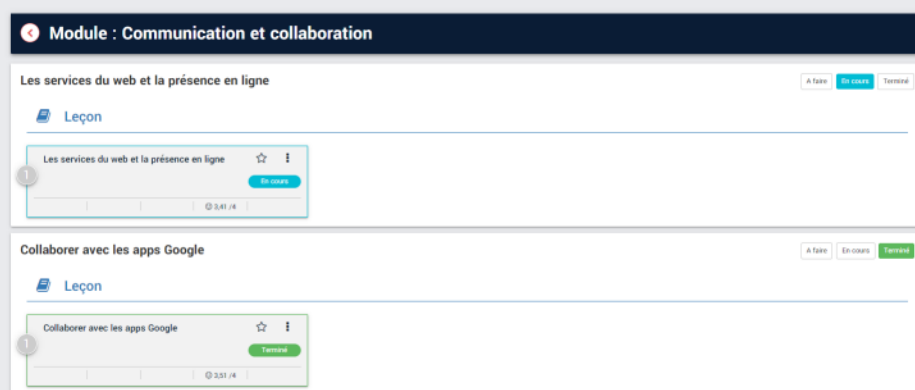 Module : Communication et collaboration
Les services du web et la présence en ligne
A faire En cours Terminé
Leçon
Les services du web et la présence en ligne
1
En cours
3,41 /4
Collaborer avec les apps Google
A faire En cours Terminé
Leçon
Collaborer avec les apps Google
1
Terminé
3,51 /4